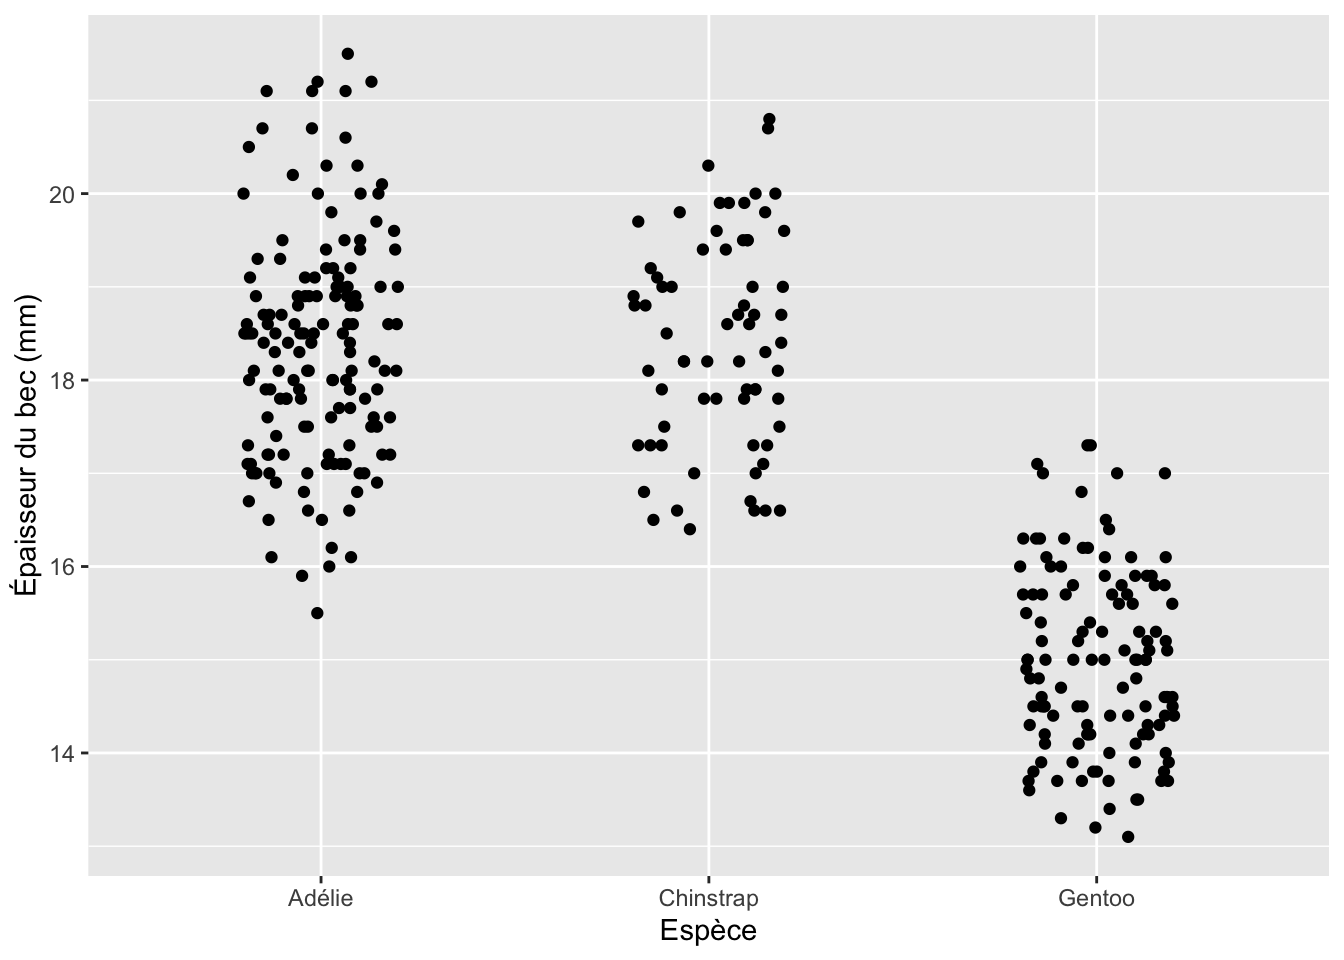 Épaisseur du bec (mm)
20
18
16
14
Adélie
Chinstrap
Gentoo
Espèce